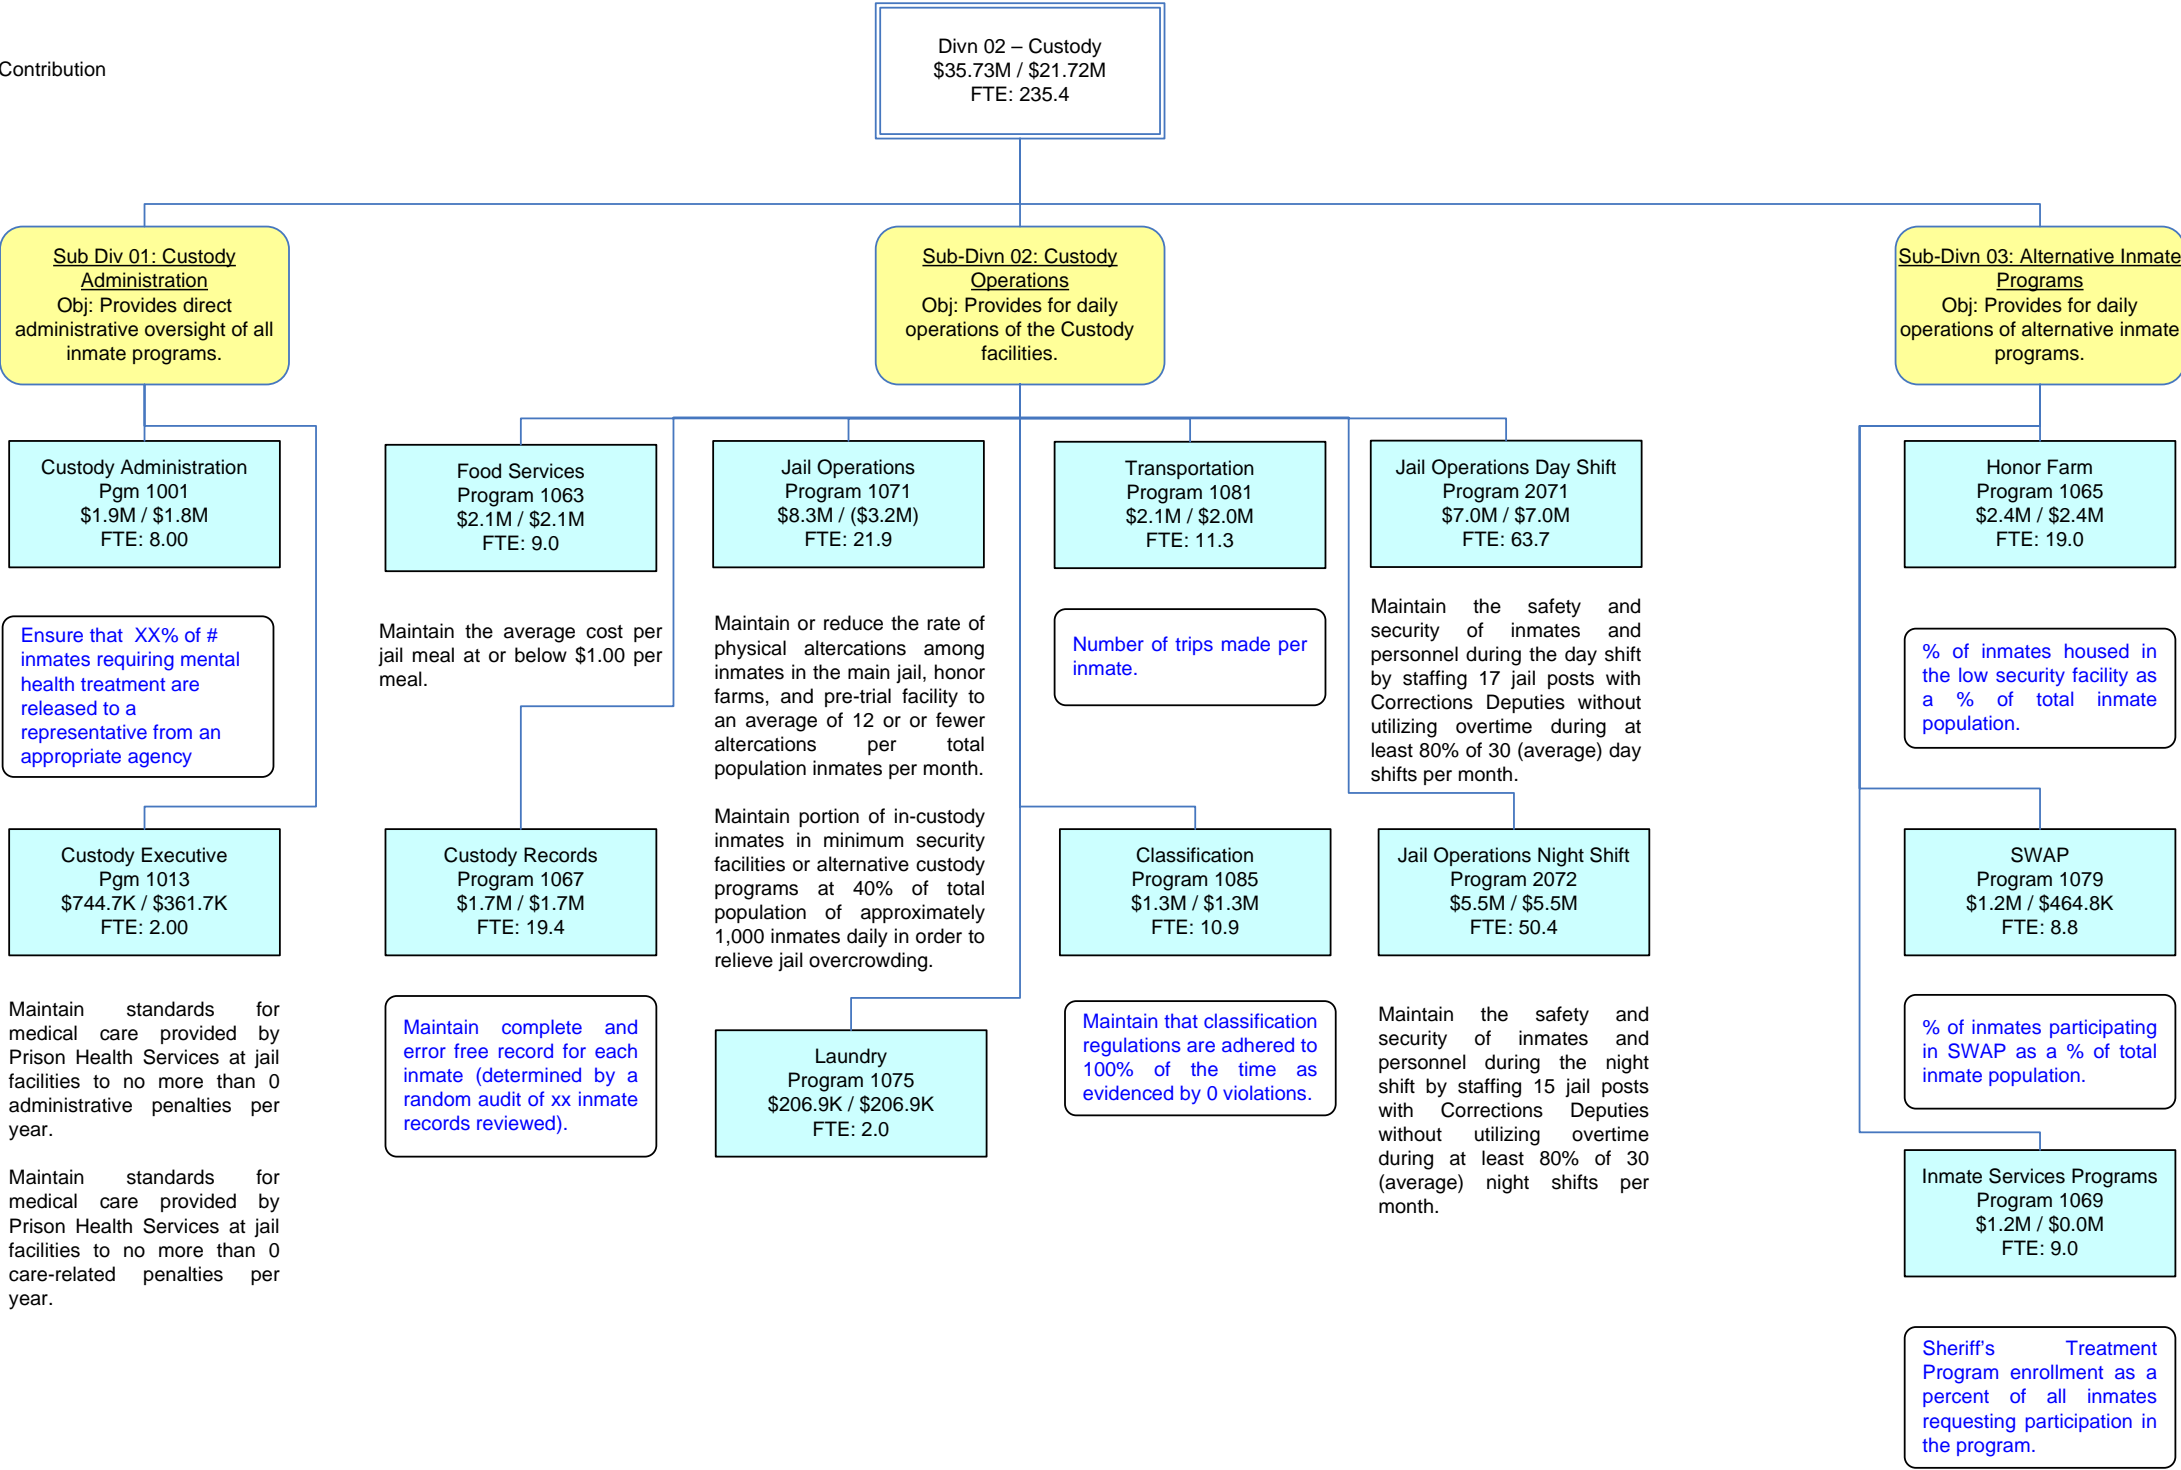 Contribution
Divn 02 – Custody
$35.73M / $21.72M
FTE: 235.4
Sub Div 01: Custody
Administration
Obj: Provides direct
administrative oversight of all
inmate programs.
Sub-Divn 02: Custody
Operations
Obj: Provides for daily
operations of the Custody
facilities.
Sub-Divn 03: Alternative Inmate
Programs
Obj: Provides for daily
operations of alternative inmate
programs.
Custody Administration
Pgm 1001
$1.9M / $1.8M
FTE: 8.00
Food Services
Program 1063
$2.1M / $2.1M
FTE: 9.0
Jail Operations
Program 1071
$8.3M / ($3.2M)
FTE: 21.9
Transportation
Program 1081
$2.1M / $2.0M
FTE: 11.3
Jail Operations Day Shift
Program 2071
$7.0M / $7.0M
FTE: 63.7
Honor Farm
Program 1065
$2.4M / $2.4M
FTE: 19.0
Ensure that XX% of #
inmates requiring mental
health treatment are
released to a
representative from an
appropriate agency
Maintain the average cost per
jail meal at or below $1.00 per
meal.
Maintain or reduce the rate of
physical altercations among
inmates in the main jail, honor
farms, and pre-trial facility to
an average of 12 or or fewer
altercations per total
population inmates per month.
Maintain portion of in-custody
inmates in minimum security
facilities or alternative custody
programs at 40% of total
population of approximately
1,000 inmates daily in order to
relieve jail overcrowding.
Number of trips made per
inmate.
Maintain the safety and
security of inmates and
personnel during the day shift
by staffing 17 jail posts with
Corrections Deputies without
utilizing overtime during at
least 80% of 30 (average) day
shifts per month.
% of inmates housed in
the low security facility as
a % of total inmate
population.
Custody Executive
Pgm 1013
$744.7K / $361.7K
FTE: 2.00
Custody Records
Program 1067
$1.7M / $1.7M
FTE: 19.4
Classification
Program 1085
$1.3M / $1.3M
FTE: 10.9
Jail Operations Night Shift
Program 2072
$5.5M / $5.5M
FTE: 50.4
SWAP
Program 1079
$1.2M / $464.8K
FTE: 8.8
Maintain standards for
medical care provided by
Prison Health Services at jail
facilities to no more than 0
administrative penalties per
year.
Maintain standards for
medical care provided by
Prison Health Services at jail
facilities to no more than 0
care-related penalties per
year.
Maintain complete and
error free record for each
inmate (determined by a
random audit of xx inmate
records reviewed).
Laundry
Program 1075
$206.9K / $206.9K
FTE: 2.0
Maintain that classification
regulations are adhered to
100% of the time as
evidenced by 0 violations.
Maintain the safety and
security of inmates and
personnel during the night
shift by staffing 15 jail posts
with Corrections Deputies
without utilizing overtime
during at least 80% of 30
(average) night shifts per
month.
% of inmates participating
in SWAP as a % of total
inmate population.
Inmate Services Programs
Program 1069
$1.2M / $0.0M
FTE: 9.0
Sheriff’s Treatment
Program enrollment as a
percent of all inmates
requesting participation in
the program.